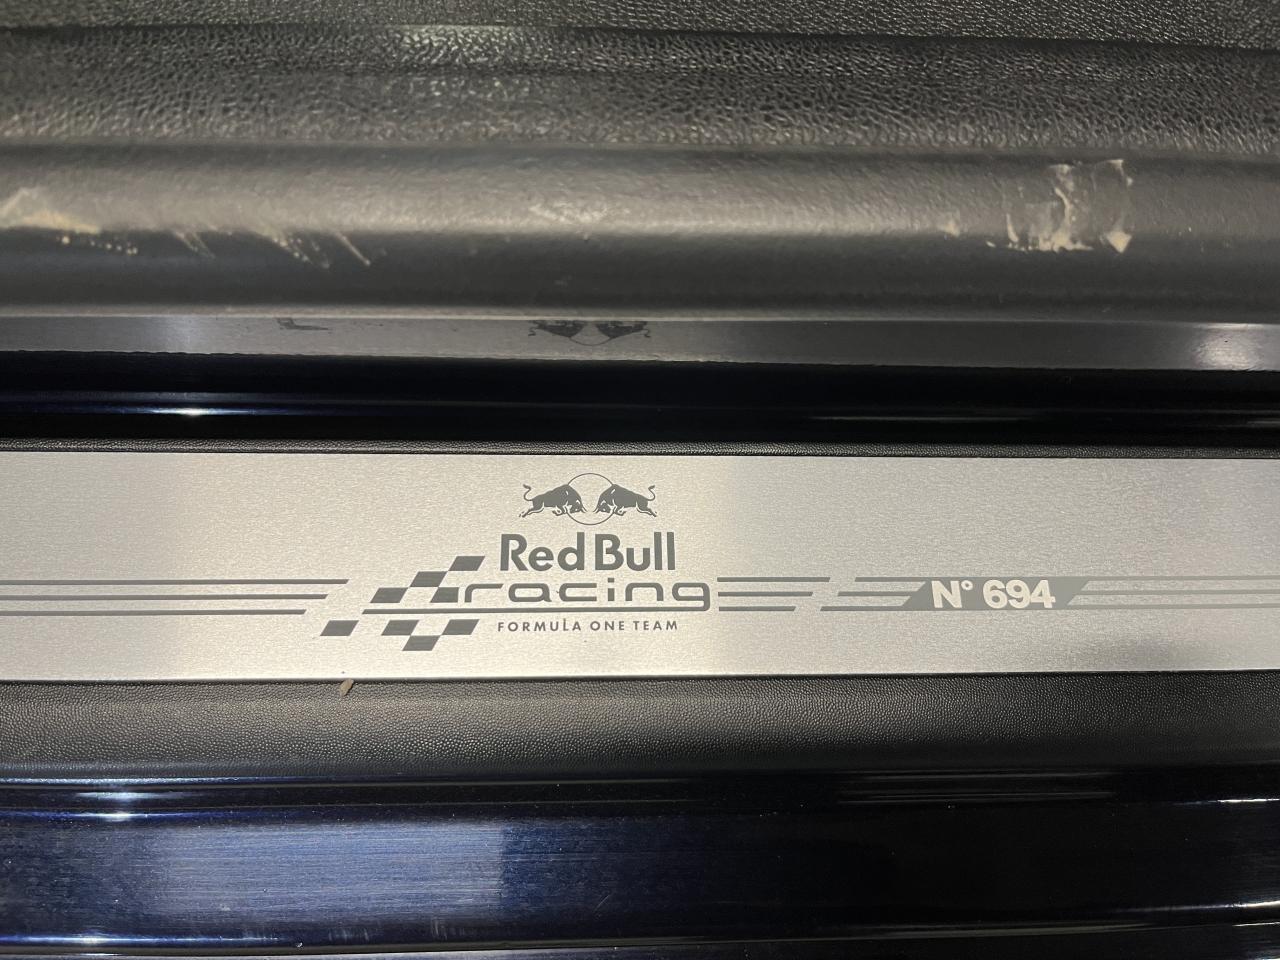 Red Bull
racing
FORMULA ONE TEAM
N° 694